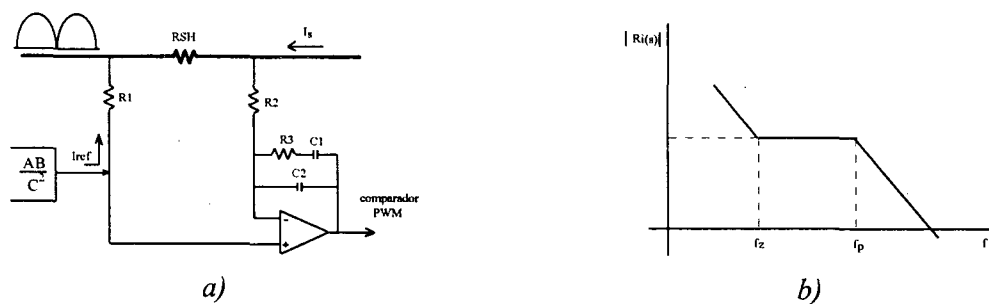 RSH
Is
R1
R2
R3
C1
C2
Iref
AB
C²
comparador
PWM
-
+
a)
| Ri(s)|
fz
fp
f
b)